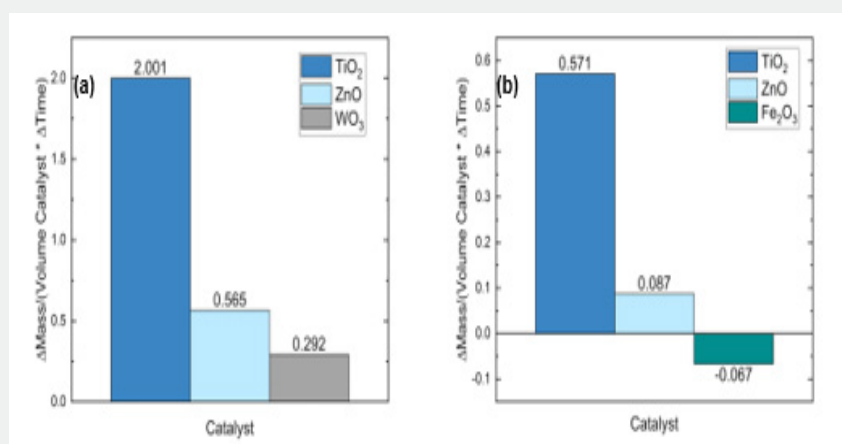 (a)
2.001
TiO₂
ZnO
WO₃
2.0
1.5
1.0
0.5
0.0
0.565
0.292
ΔMass/(Volume Catalyst * ΔTime)
Catalyst
(b)
0.571
TiO₂
ZnO
Fe₂O₃
0.6
0.5
0.4
0.3
0.2
0.1
0.0
-0.1
0.087
-0.067
ΔMass/(Volume Catalyst * ΔTime)
Catalyst